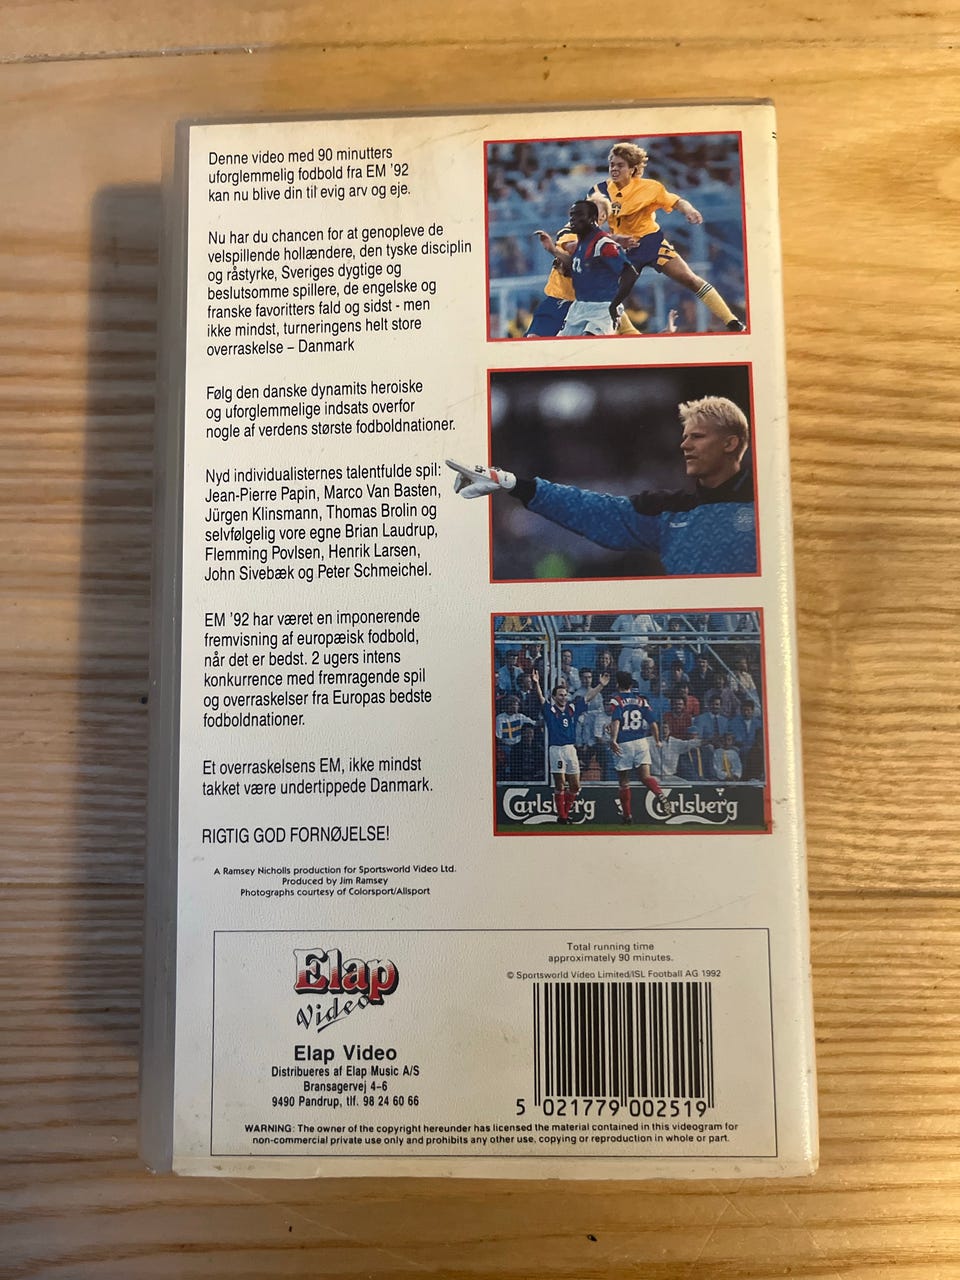 Denne video med 90 minutters
uforglemmelig fodbold fra EM '92
kan nu blive din til evig arv og eje.
Nu har du chancen for at genopleve de
velspillende hollændere, den tyske disciplin
og råstyrke, Sveriges dygtige og
beslutsomme spillere, de engelske og
franske favoritters fald og sidst - men
ikke mindst, turneringens helt store
overraskelse – Danmark
Følg den danske dynamits heroiske
og uforglemmelige indsats overfor
nogle af verdens største fodboldnationer.
Nyd individualisternes talentfulde spil:
Jean-Pierre Papin, Marco Van Basten,
Jürgen Klinsmann, Thomas Brolin og
selvfølgelig vore egne Brian Laudrup,
Flemming Povlsen, Henrik Larsen,
John Sivebæk og Peter Schmeichel.
EM '92 har været en imponerende
fremvisning af europæisk fodbold,
når det er bedst. 2 ugers intens
konkurrence med fremragende spil
og overraskelser fra Europas bedste
fodboldnationer.
Et overraskelsens EM, ikke mindst
takket være undertippede Danmark.
RIGTIG GOD FORNØJELSE!
A Ramsey Nicholls production for Sportsworld Video Ltd.
Produced by Jim Ramsey
Photographs courtesy of Colorsport/Allsport
12
9
9
18
Carlsberg Carlsberg
Elap
Video
Elap Video
Distribueres af Elap Music A/S
Bransagervej 4-6
9490 Pandrup, tlf. 98 24 60 66
Total running time
approximately 90 minutes.
© Sportsworld Video Limited/ISL Football AG 1992
5 021779 002519
WARNING: The owner of the copyright hereunder has licensed the material contained in this videogram for
non-commercial private use only and prohibits any other use, copying or reproduction in whole or part.